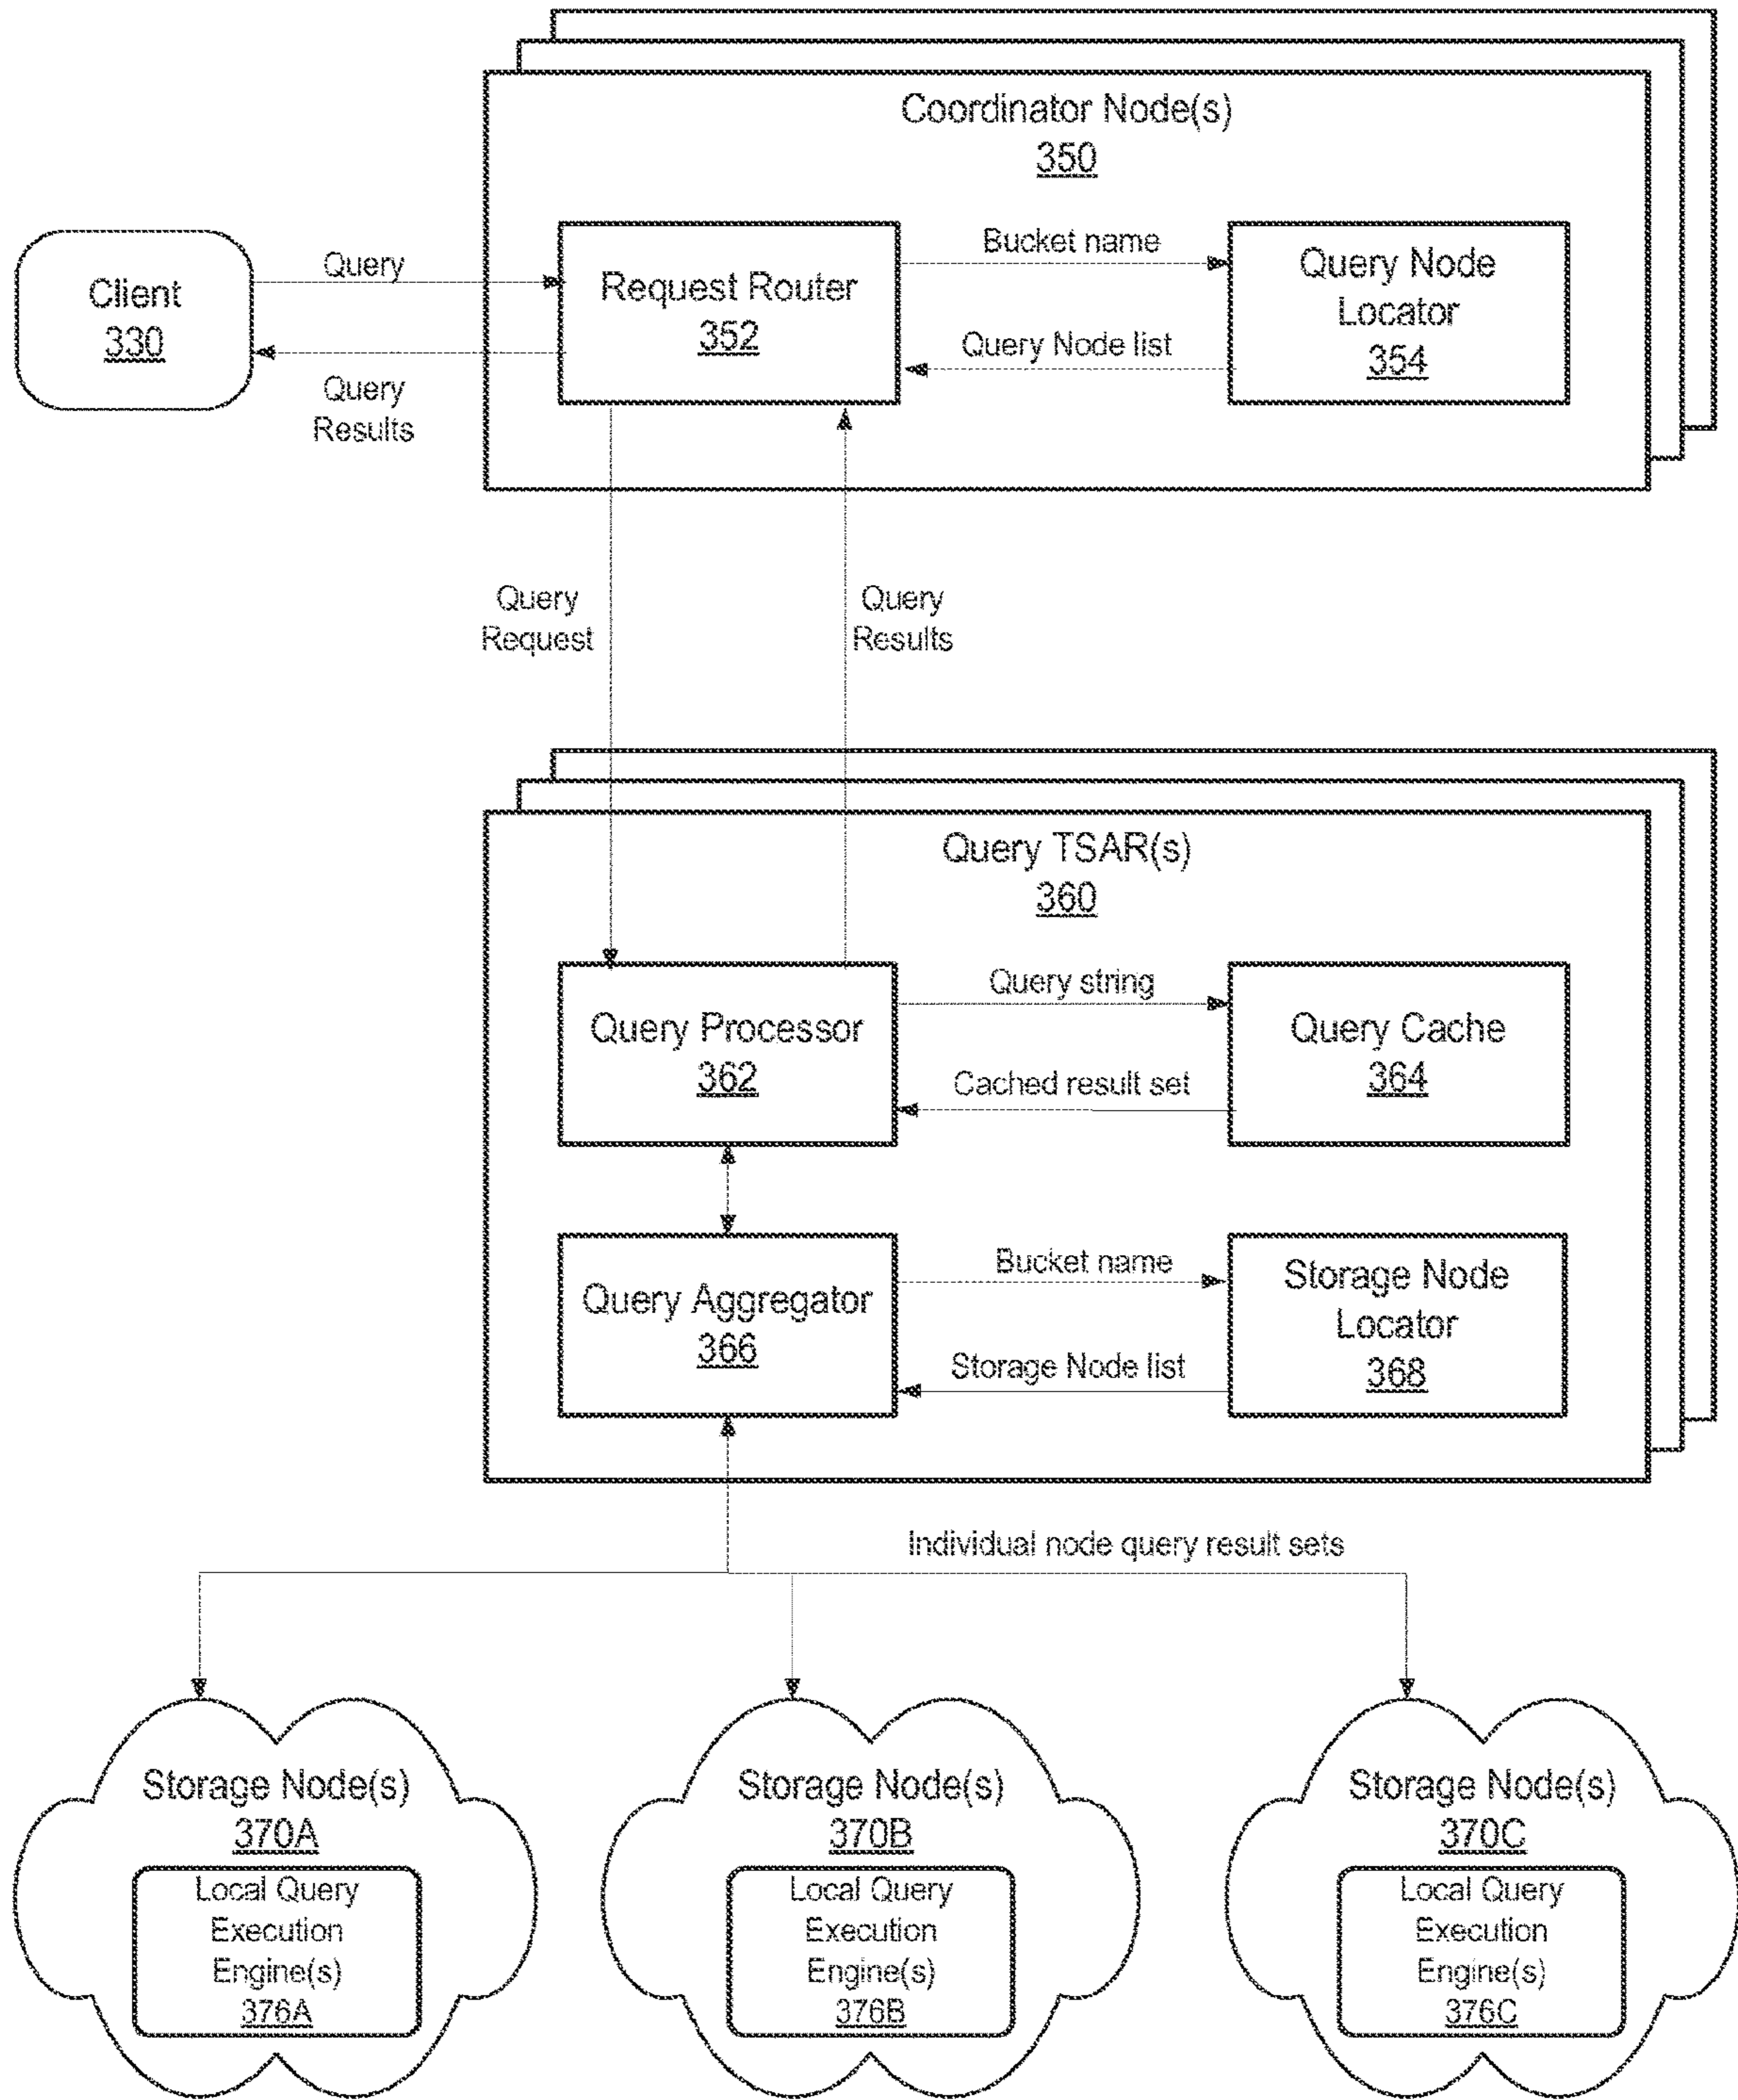 Coordinator Node(s)
350
Client
330
Query
Query
Results
Request Router
352
Bucket name
Query Node list
Query Node
Locator
354
Query
Request
Query
Results
Query TSAR(s)
360
Query Processor
362
Query string
Cached result set
Query Cache
364
Query Aggregator
366
Bucket name
Storage Node list
Storage Node
Locator
368
Individual node query result sets
Storage Node(s)
370A
Local Query
Execution
Engine(s)
376A
Storage Node(s)
370B
Local Query
Execution
Engine(s)
376B
Storage Node(s)
370C
Local Query
Execution
Engine(s)
376C